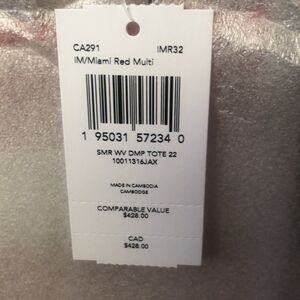 CA291 IMR32
IM/Miami Red Multi
1 95031 57234 0
SMR WV DMP TOTE 22
10011316JAX
MADE IN CAMBODIA
CAMBODGE
COMPARABLE VALUE
$428.00
CAD
$428.00